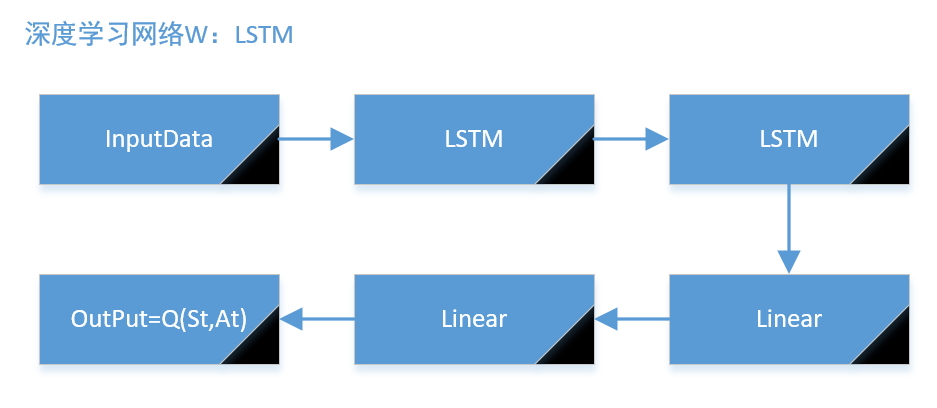 深度学习网络W：LSTM
InputData
LSTM
LSTM
Linear
Linear
OutPut=Q(St,At)